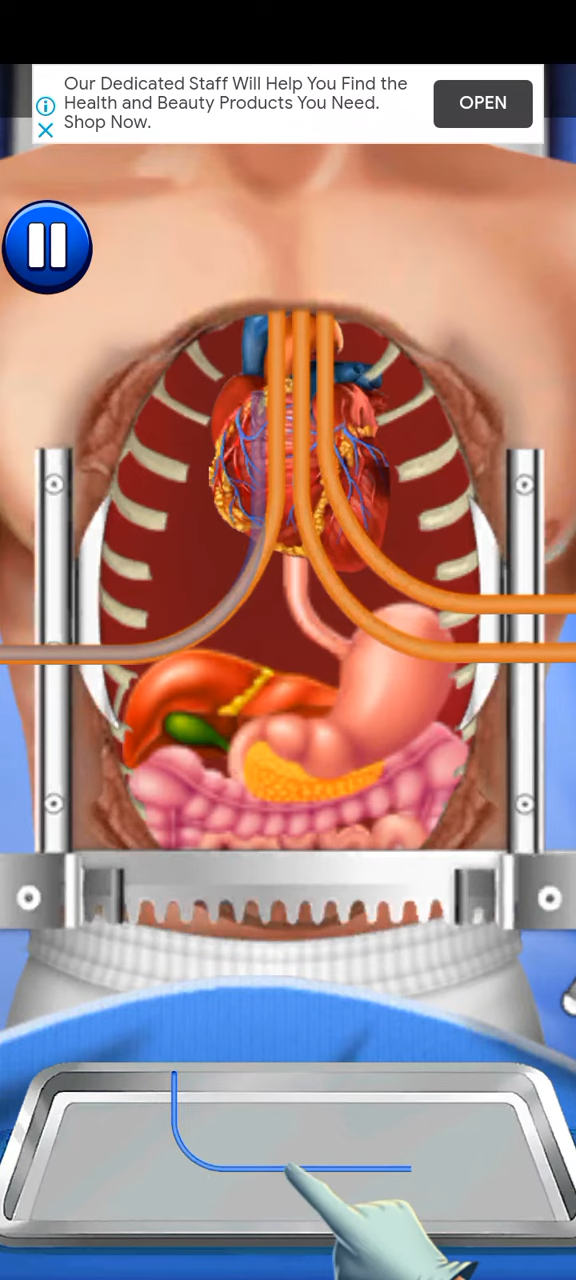 Our Dedicated Staff Will Help You Find the
Health and Beauty Products You Need.
Shop Now.
OPEN